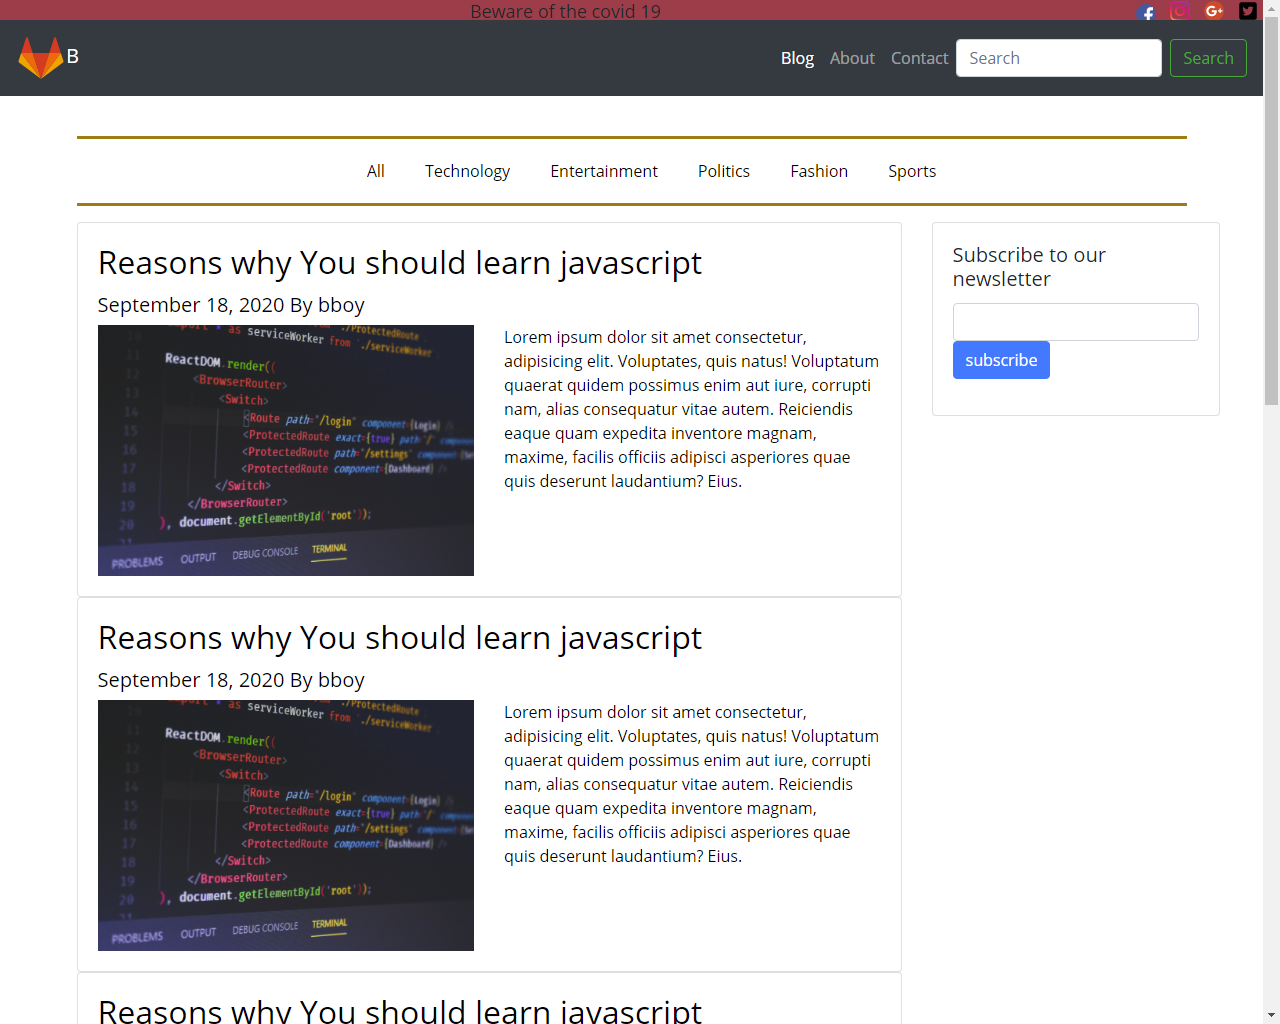 Beware of the covid 19
B
Blog About Contact Search Search
All Technology Entertainment Politics Fashion Sports
Reasons why You should learn javascript
September 18, 2020 By bboy
import * as serviceWorker from './serviceWorker';
ReactDOM.render((
<BrowserRouter>
<Switch>
<Route path="/login" component={Login} />
<ProtectedRoute exact={true} path="/"
<ProtectedRoute path="/settings"
<ProtectedRoute component={Dashboard} />
</Switch>
</BrowserRouter>
), document.getElementById('root'));
PROBLEMS OUTPUT DEBUG CONSOLE TERMINAL
Lorem ipsum dolor sit amet consectetur,
adipisicing elit. Voluptates, quis natus! Voluptatum
quaerat quidem possimus enim aut iure, corrupti
nam, alias consequatur vitae autem. Reiciendis
eaque quam expedita inventore magnam,
maxime, facilis officiis adipisci asperiores quae
quis deserunt laudantium? Eius.
Subscribe to our
newsletter
subscribe
Reasons why You should learn javascript
September 18, 2020 By bboy
import * as serviceWorker from './serviceWorker';
ReactDOM.render((
<BrowserRouter>
<Switch>
<Route path="/login" component={Login} />
<ProtectedRoute exact={true} path="/"
<ProtectedRoute path="/settings"
<ProtectedRoute component={Dashboard} />
</Switch>
</BrowserRouter>
), document.getElementById('root'));
PROBLEMS OUTPUT DEBUG CONSOLE TERMINAL
Lorem ipsum dolor sit amet consectetur,
adipisicing elit. Voluptates, quis natus! Voluptatum
quaerat quidem possimus enim aut iure, corrupti
nam, alias consequatur vitae autem. Reiciendis
eaque quam expedita inventore magnam,
maxime, facilis officiis adipisci asperiores quae
quis deserunt laudantium? Eius.
Reasons why You should learn javascript